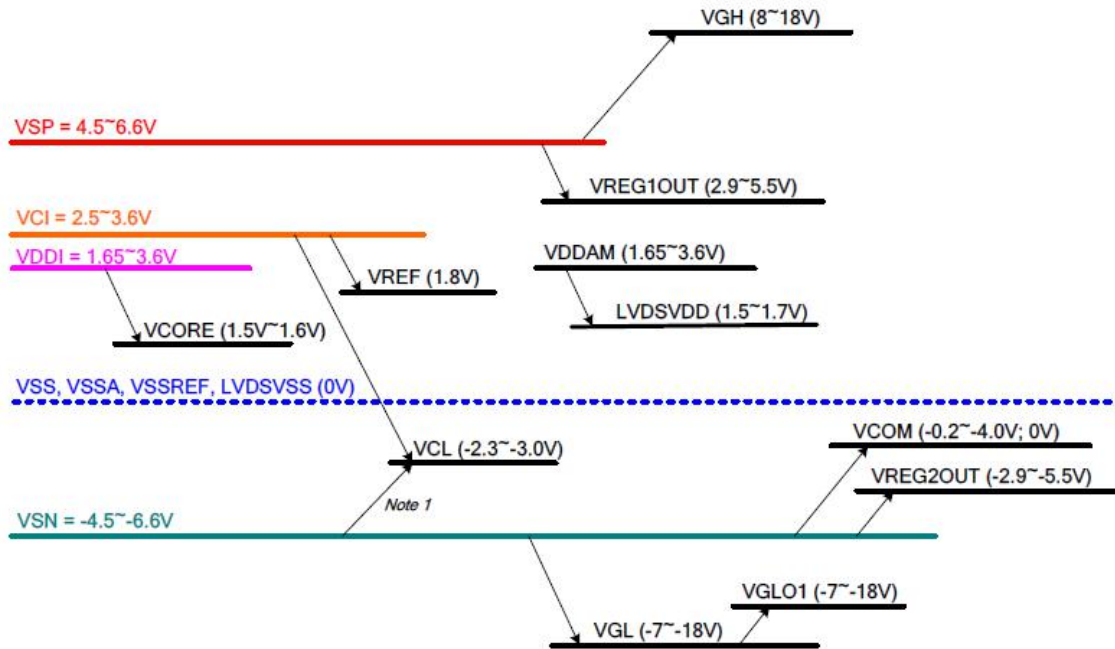 VGH (8~18V)
VSP = 4.5~6.6V
VREG1OUT (2.9~5.5V)
VCI = 2.5~3.6V
VDDI = 1.65~3.6V
VDDAM (1.65~3.6V)
VREF (1.8V)
LVDSVDD (1.5~1.7V)
VCORE (1.5V~1.6V)
VSS, VSSA, VSSREF, LVDSVSS (0V)
VCOM (-0.2~-4.0V; 0V)
VCL (-2.3~-3.0V)
VREG2OUT (-2.9~-5.5V)
Note 1
VSN = -4.5~-6.6V
VGLO1 (-7~-18V)
VGL (-7~-18V)